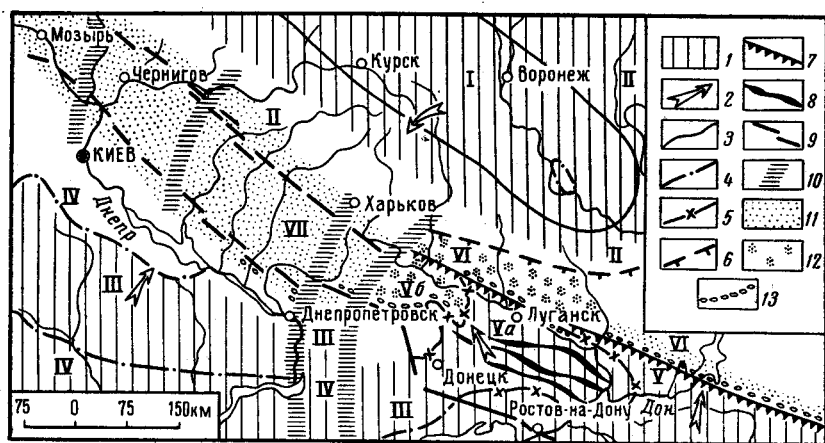 Мозырь
Чернигов
Курск
I
Воронеж
II
II
КИЕВ
IV
Днепр
Харьков
VII
III
VI
II
Днепропетровск
Vб
Луганск
Vа
III
IV
IV
Донецк
VI
V
III
Ростов-на-Дону
Дон
75 0 75 150км
1 7
2 8
3 9
4 10
5 11
6 12
13